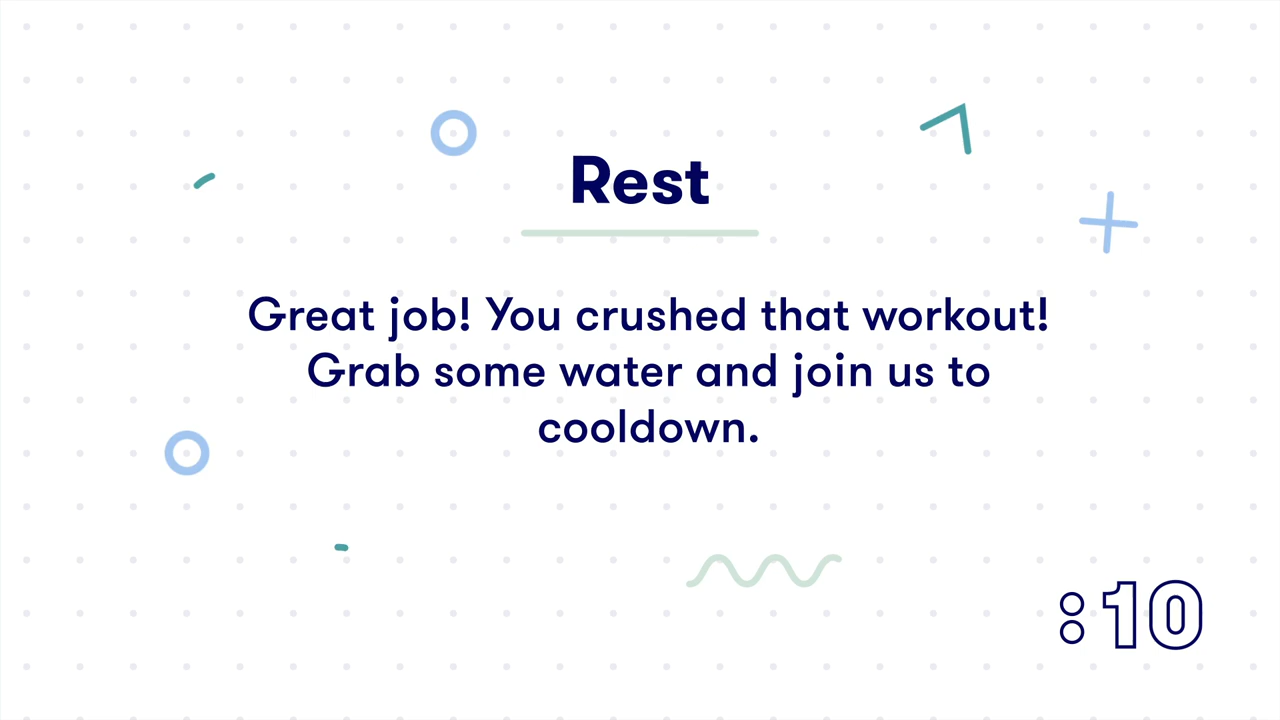 Rest
Great job! You crushed that workout!
Grab some water and join us to
cooldown.
:10